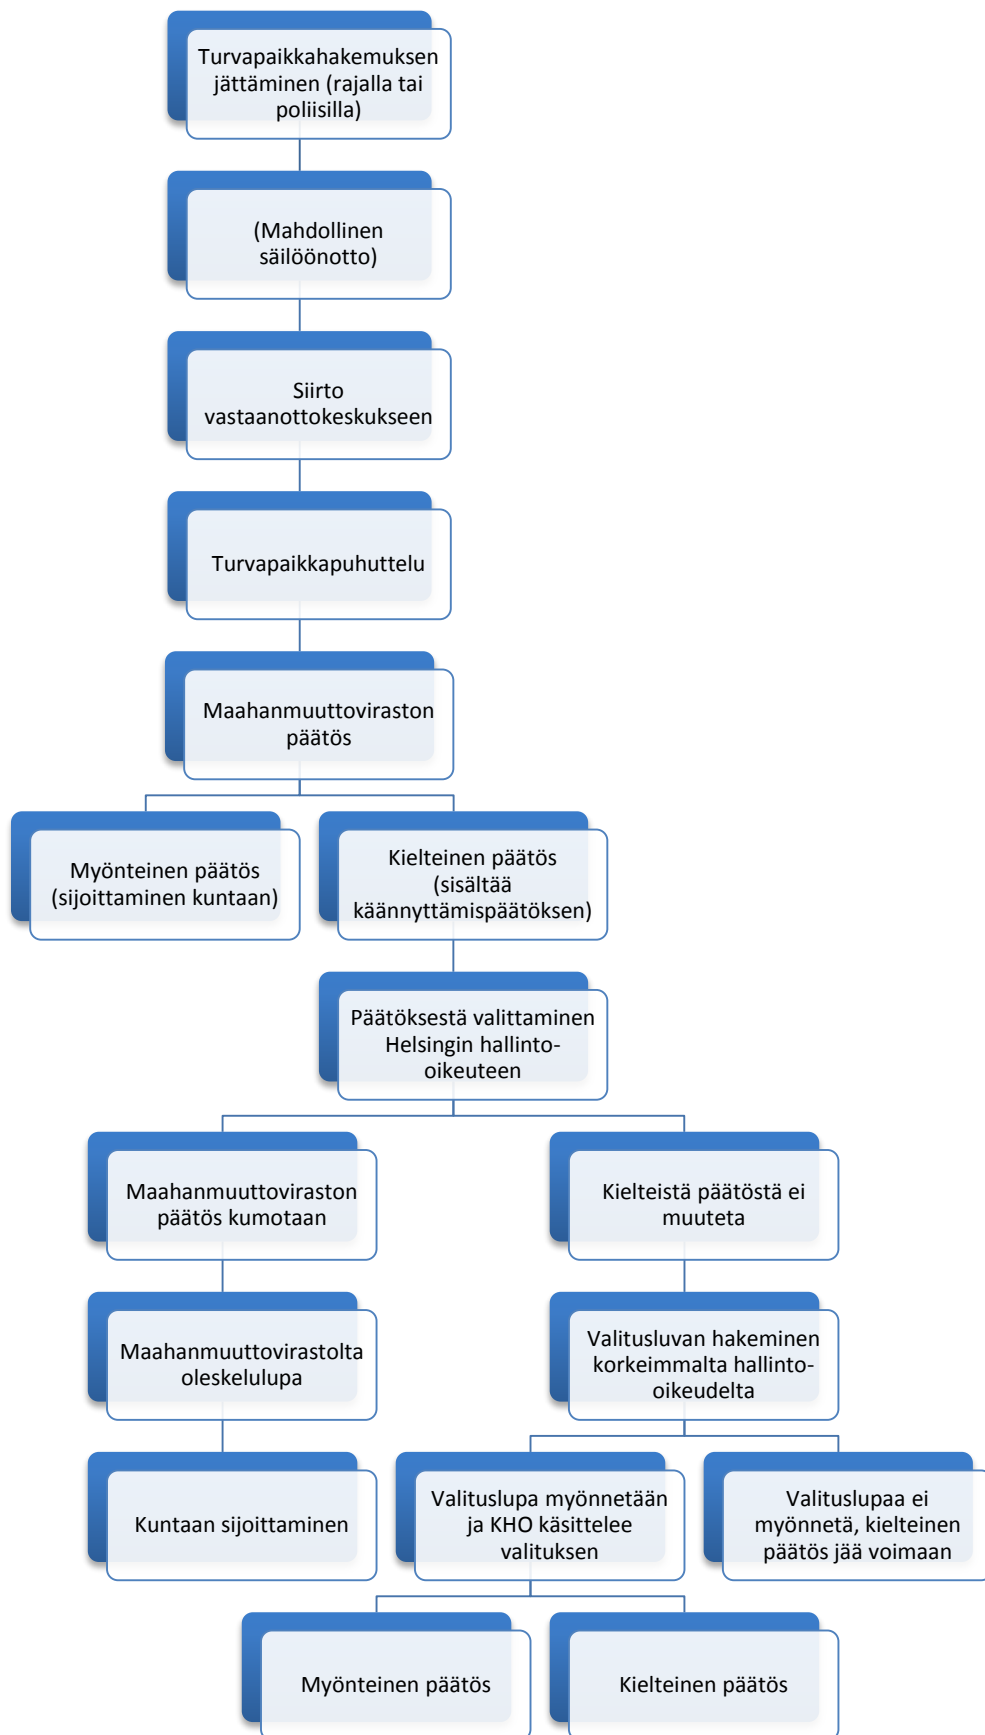 Turvapaikkahakemuksen
jättäminen (rajalla tai
poliisilla)
(Mahdollinen
säilöönotto)
Siirto
vastaanottokeskukseen
Turvapaikkapuhuttelu
Maahanmuuttoviraston
päätös
Myönteinen päätös
(sijoittaminen kuntaan)
Kielteinen päätös
(sisältää
käännyttämispäätöksen)
Päätöksestä valittaminen
Helsingin hallinto-
oikeuteen
Maahanmuuttoviraston
päätös kumotaan
Kielteistä päätöstä ei
muuteta
Maahanmuuttovirastolta
oleskelulupa
Valitusluvan hakeminen
korkeimmalta hallinto-
oikeudelta
Kuntaan sijoittaminen
Valituslupa myönnetään
ja KHO käsittelee
valituksen
Valituslupaa ei
myönnetä, kielteinen
päätös jää voimaan
Myönteinen päätös
Kielteinen päätös